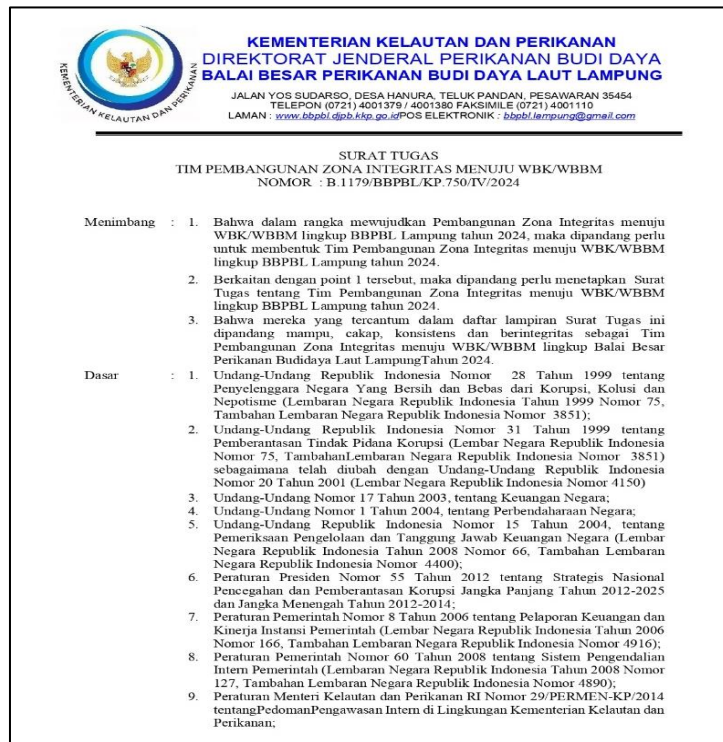 KEMENTERIAN KELAUTAN DAN PERIKANAN
KEMENTERIAN KELAUTAN DAN PERIKANAN
DIREKTORAT JENDERAL PERIKANAN BUDI DAYA
BALAI BESAR PERIKANAN BUDI DAYA LAUT LAMPUNG
JALAN YOS SUDARSO, DESA HANURA, TELUK PANDAN, PESAWARAN 35454
TELEPON (0721) 4001379 / 4001380 FAKSIMILE (0721) 4001110
LAMAN : www.bbpbl.djpb.kkp.go.idPOS ELEKTRONIK : bbpbl.lampung@gmail.com
SURAT TUGAS
TIM PEMBANGUNAN ZONA INTEGRITAS MENUJU WBK/WBBM
NOMOR : B.1179/BBPBL/KP.750/IV/2024
Menimbang : 1. Bahwa dalam rangka mewujudkan Pembangunan Zona Integritas menuju
WBK/WBBM lingkup BBPBL Lampung tahun 2024, maka dipandang perlu
untuk membentuk Tim Pembangunan Zona Integritas menuju WBK/WBBM
lingkup BBPBL Lampung tahun 2024.
2. Berkaitan dengan point 1 tersebut, maka dipandang perlu menetapkan Surat
Tugas tentang Tim Pembangunan Zona Integritas menuju WBK/WBBM
lingkup BBPBL Lampung tahun 2024.
3. Bahwa mereka yang tercantum dalam daftar lampiran Surat Tugas ini
dipandang mampu, cakap, konsistens dan berintegritas sebagai Tim
Pembangunan Zona Integritas menuju WBK/WBBM lingkup Balai Besar
Perikanan Budidaya Laut LampungTahun 2024.
Dasar : 1. Undang-Undang Republik Indonesia Nomor 28 Tahun 1999 tentang
Penyelenggara Negara Yang Bersih dan Bebas dari Korupsi, Kolusi dan
Nepotisme (Lembaran Negara Republik Indonesia Tahun 1999 Nomor 75,
Tambahan Lembaran Negara Republik Indonesia Nomor 3851);
2. Undang-Undang Republik Indonesia Nomor 31 Tahun 1999 tentang
Pemberantasan Tindak Pidana Korupsi (Lembar Negara Republik Indonesia
Nomor 75, TambahanLembaran Negara Republik Indonesia Nomor 3851)
sebagaimana telah diubah dengan Undang-Undang Republik Indonesia
Nomor 20 Tahun 2001 (Lembar Negara Republik Indonesia Nomor 4150)
3. Undang-Undang Nomor 17 Tahun 2003, tentang Keuangan Negara;
4. Undang-Undang Nomor 1 Tahun 2004, tentang Perbendaharaan Negara;
5. Undang-Undang Republik Indonesia Nomor 15 Tahun 2004, tentang
Pemeriksaan Pengelolaan dan Tanggung Jawab Keuangan Negara (Lembar
Negara Republik Indonesia Tahun 2008 Nomor 66, Tambahan Lembaran
Negara Republik Indonesia Nomor 4400);
6. Peraturan Presiden Nomor 55 Tahun 2012 tentang Strategis Nasional
Pencegahan dan Pemberantasan Korupsi Jangka Panjang Tahun 2012-2025
dan Jangka Menengah Tahun 2012-2014;
7. Peraturan Pemerintah Nomor 8 Tahun 2006 tentang Pelaporan Keuangan dan
Kinerja Instansi Pemerintah (Lembar Negara Republik Indonesia Tahun 2006
Nomor 166, Tambahan Lembaran Negara Republik Indonesia Nomor 4916);
8. Peraturan Pemerintah Nomor 60 Tahun 2008 tentang Sistem Pengendalian
Intern Pemerintah (Lembaran Negara Republik Indonesia Tahun 2008 Nomor
127, Tambahan Lembaran Negara Republik Indonesia Nomor 4890);
9. Peraturan Menteri Kelautan dan Perikanan RI Nomor 29/PERMEN-KP/2014
tentangPedomanPengawasan Intern di Lingkungan Kementerian Kelautan dan
Perikanan;